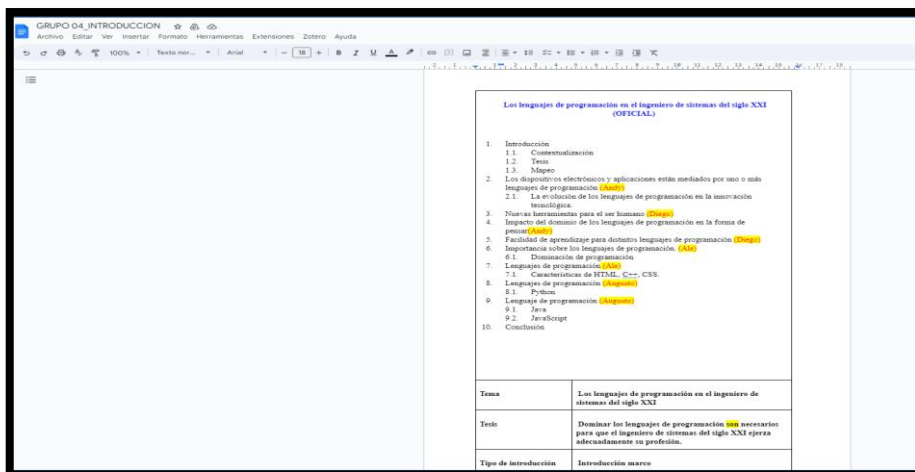 GRUPO 04_INTRODUCCION
Archivo Editar Ver Insertar Formato Herramientas Extensiones Zotero Ayuda
100% Texto nor... Arial 18 B I U A
Los lenguajes de programación en el ingeniero de sistemas del siglo XXI
(OFICIAL)
1. Introducción
1.1. Contextualización
1.2. Tesis
1.3. Mapeo
2. Los dispositivos electrónicos y aplicaciones están mediados por uno o más
lenguajes de programación (Andy)
2.1. La evolución de los lenguajes de programación en la innovación
tecnológica.
3. Nuevas herramientas para el ser humano (Diego)
4. Impacto del dominio de los lenguajes de programación en la forma de
pensar(Andy)
5. Facilidad de aprendizaje para distintos lenguajes de programación (Diego)
6. Importancia sobre los lenguajes de programación. (Ale)
6.1. Dominación de programación
7. Lenguajes de programación (Ale)
7.1. Características de HTML, C++, CSS.
8. Lenguajes de programación (Augusto)
8.1 Python
9. Lenguaje de programación (Augusto)
9.1. Java
9.2. JavaScript
10. Conclusión
Tema Los lenguajes de programación en el ingeniero de
sistemas del siglo XXI
Tesis Dominar los lenguajes de programación son necesarios
para que el ingeniero de sistemas del siglo XXI ejerza
adecuadamente su profesión.
Tipo de introducción Introducción marco